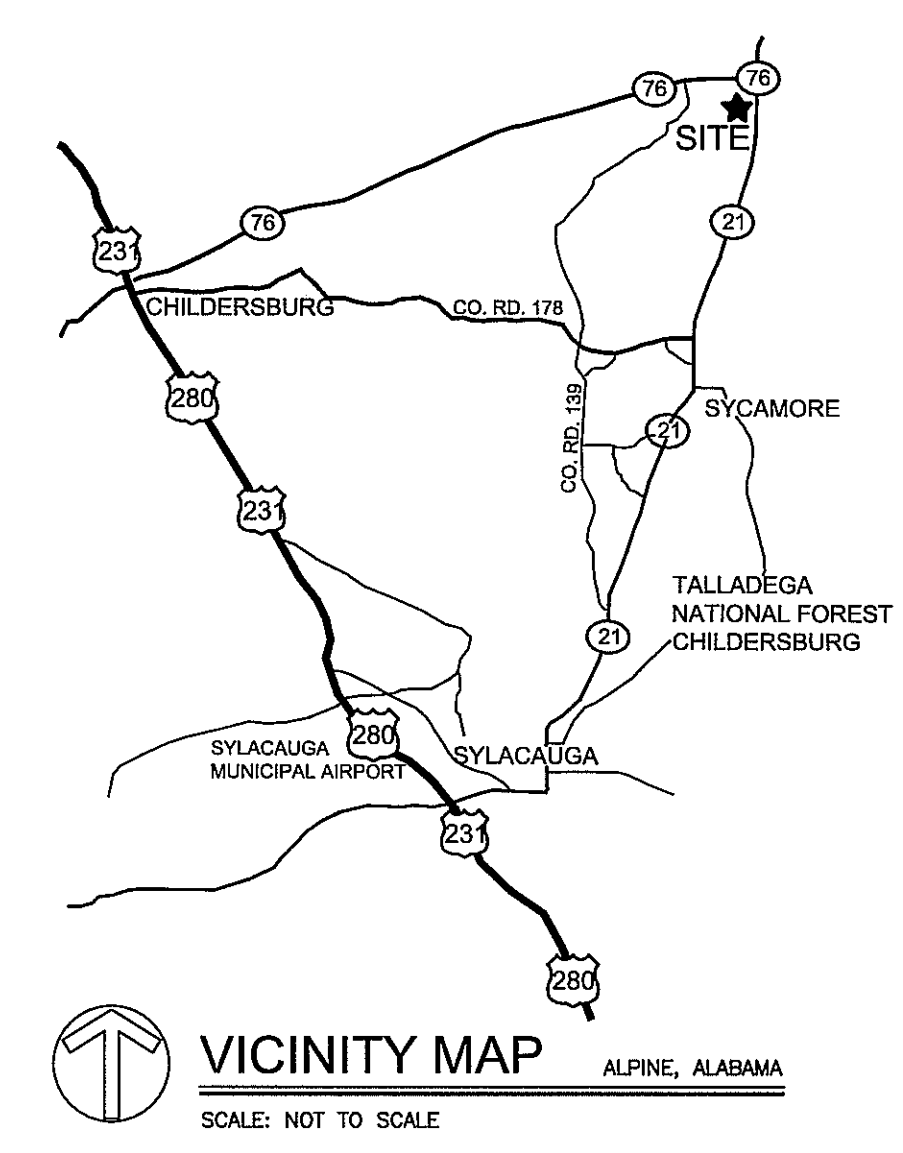 76
76
SITE
21
76
231
CHILDERSBURG
CO. RD. 178
280
CO. RD. 139
SYCAMORE
21
231
TALLADEGA
NATIONAL FOREST
CHILDERSBURG
21
280
SYLACAUGA
MUNICIPAL AIRPORT
SYLACAUGA
231
280
VICINITY MAP
ALPINE, ALABAMA
SCALE: NOT TO SCALE